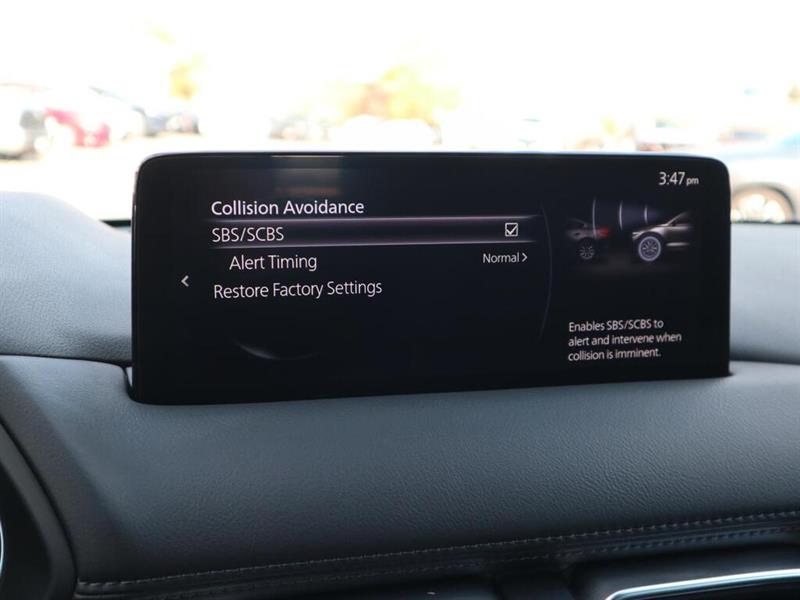 3:47 pm
Collision Avoidance
SBS/SCBS
Alert Timing Normal
Restore Factory Settings
Enables SBS/SCBS to
alert and intervene when
collision is imminent.